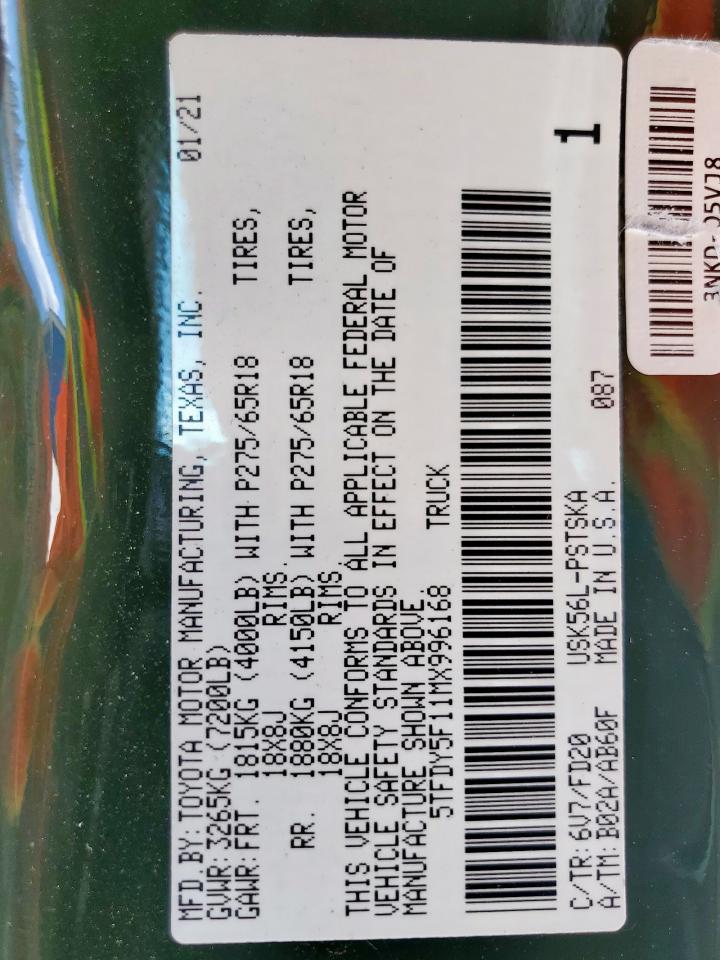 MFD.BY:TOYOTA MOTOR MANUFACTURING, TEXAS, INC. 01/21
GVWR:3265KG (7200LB)
GAWR:FRT. 1815KG (4000LB) WITH P275/65R18 TIRES,
18X8J RIMS.
RR. 1880KG (4150LB) WITH P275/65R18 TIRES,
18X8J RIMS.
THIS VEHICLE CONFORMS TO ALL APPLICABLE FEDERAL MOTOR
VEHICLE SAFETY STANDARDS IN EFFECT ON THE DATE OF
MANUFACTURE SHOWN ABOVE.
5TFDY5F11MX996168 TRUCK
1
C/TR:6V7/FD20 USK56L-PSTSKA 087
A/TM:B02A/AB60F MADE IN U.S.A.